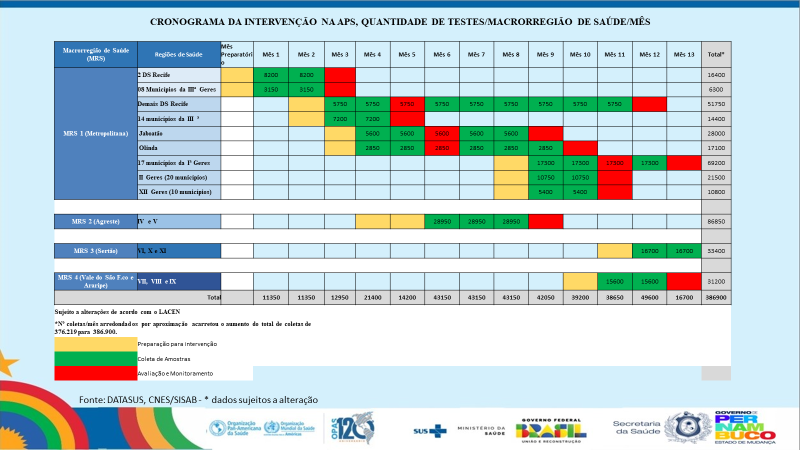 CRONOGRAMA DA INTERVENÇÃO NA APS, QUANTIDADE DE TESTES/MACRORREGIÃO DE SAÚDE/MÊS
Macrorregião de Saúde (MRS) Regiões de Saúde Mês Preparatório Mês 1 Mês 2 Mês 3 Mês 4 Mês 5 Mês 6 Mês 7 Mês 8 Mês 9 Mês 10 Mês 11 Mês 12 Mês 13 Total*
MRS 1 (Metropolitana)
2 DS Recife 8200 8200 16400
08 Municípios da IIIª Geres 3150 3150 6300
Demais DS Recife 5750 5750 5750 5750 5750 5750 5750 5750 5750 51750
14 municípios da III ª 7200 7200 14400
Jaboatão 5600 5600 5600 5600 5600 28000
Olinda 2850 2850 2850 2850 2850 2850 17100
17 municípios da Iª Geres 17300 17300 17300 17300 69200
II Geres (20 municípios) 10750 10750 21500
XII Geres (10 municípios) 5400 5400 10800
MRS 2 (Agreste) IV e V 28950 28950 28950 86850
MRS 3 (Sertão) VI, X e XI 16700 16700 33400
MRS 4 (Vale do São F.co e Araripe) VII, VIII e IX 15600 15600 31200
Total 11350 11350 12950 21400 14200 43150 43150 43150 42050 39200 38650 49600 16700 386900
Sujeito a alterações de acordo com o LACEN
*Nº coletas/mês arredondados por aproximação acarretou o aumento do total de coletas de
376.219 para 386.900.
Preparação para intervenção
Coleta de Amostras
Avaliação e Monitoramento
Fonte: DATASUS, CNES/SISAB - * dados sujeitos a alteração
Organização Pan-Americana da Saúde
Organização Mundial da Saúde
OPAS 120
SUS
MINISTÉRIO DA SAÚDE
GOVERNO FEDERAL
BRASIL
UNIÃO E RECONSTRUÇÃO
Secretaria da Saúde
GOVERNO
PERNAMBUCO
ESTADO DE MUDANÇA